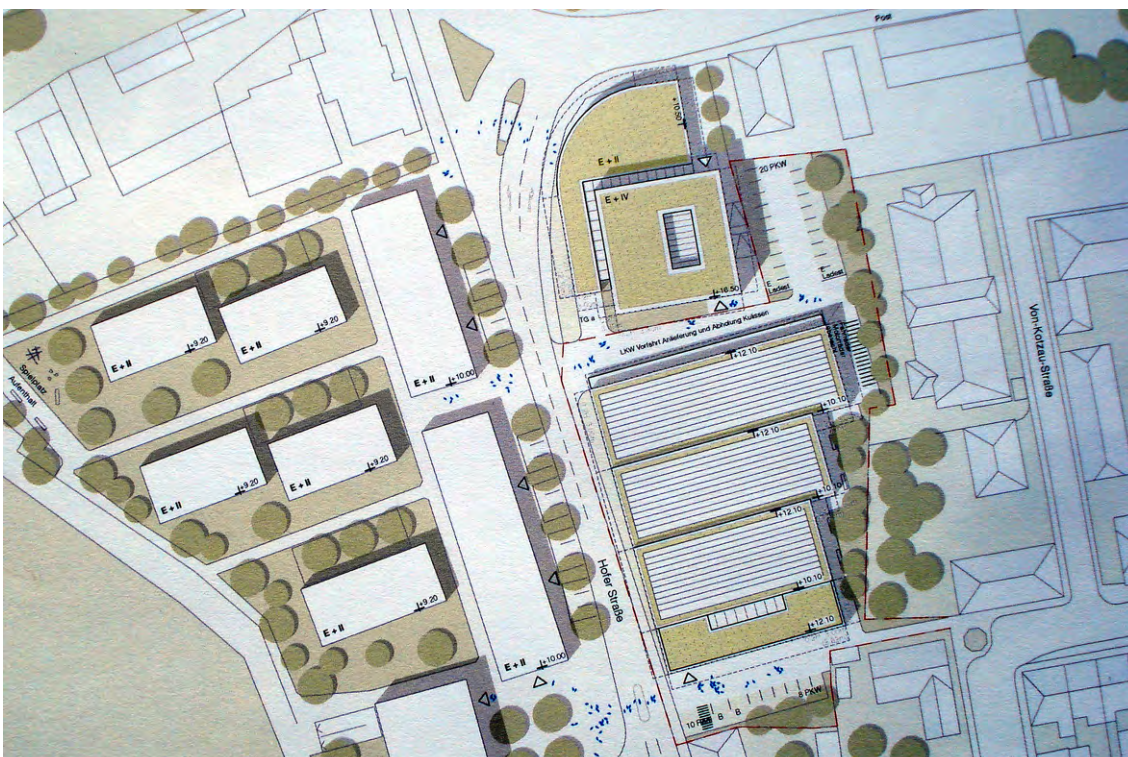 Post
+10.50
E + II
20 PKW
E + IV
E
Ladest
E
Ladest
+16.50
TG a
LKW Vorfahrt Anlieferung und Abholung Kulissen
+12.10
+10.10
+12.10
+10.10
+12.10
+10.10
+12.10
Von-Kotzau-Straße
Hofer Straße
+9.20
E + II
+9.20
E + II
E + II
+10.00
Spielplatz
Aufenthalt
+9.20
E + II
+9.20
E + II
+9.20
E + II
E + II
+10.00
8 PKW
B
B